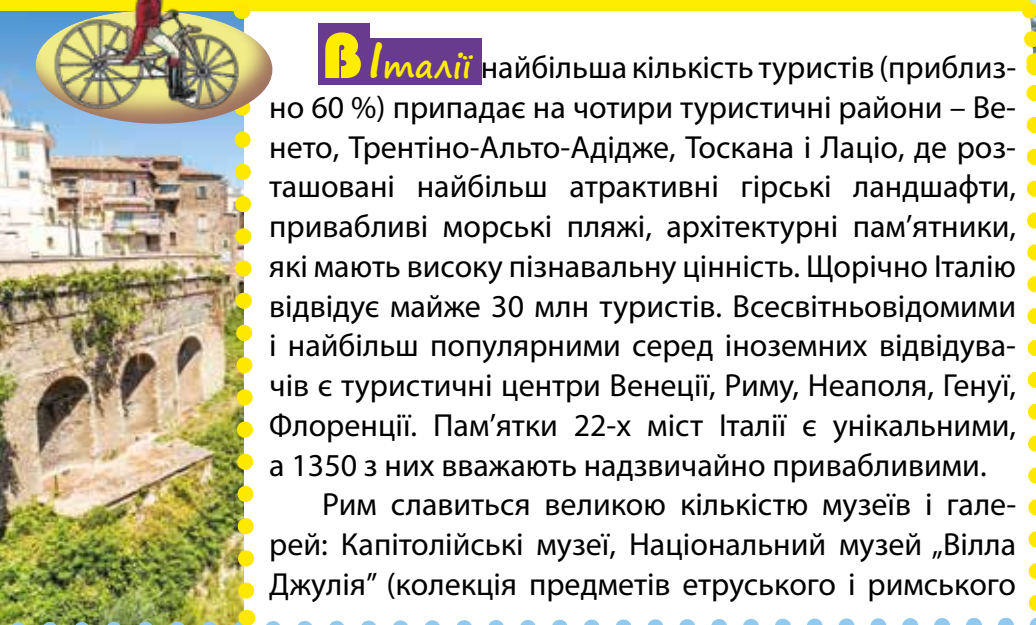 В Італії найбільша кількість туристів (приблиз-
но 60 %) припадає на чотири туристичні райони – Ве-
нето, Трентіно-Альто-Адідже, Тоскана і Лаціо, де роз-
ташовані найбільш атрактивні гірські ландшафти,
привабливі морські пляжі, архітектурні пам’ятники,
які мають високу пізнавальну цінність. Щорічно Італію
відвідує майже 30 млн туристів. Всесвітньовідомими
і найбільш популярними серед іноземних відвідува-
чів є туристичні центри Венеції, Риму, Неаполя, Генуї,
Флоренції. Пам’ятки 22-х міст Італії є унікальними,
а 1350 з них вважають надзвичайно привабливими.
Рим славиться великою кількістю музеїв і гале-
рей: Капітолійські музеї, Національний музей „Вілла
Джулія” (колекція предметів етруського і римського